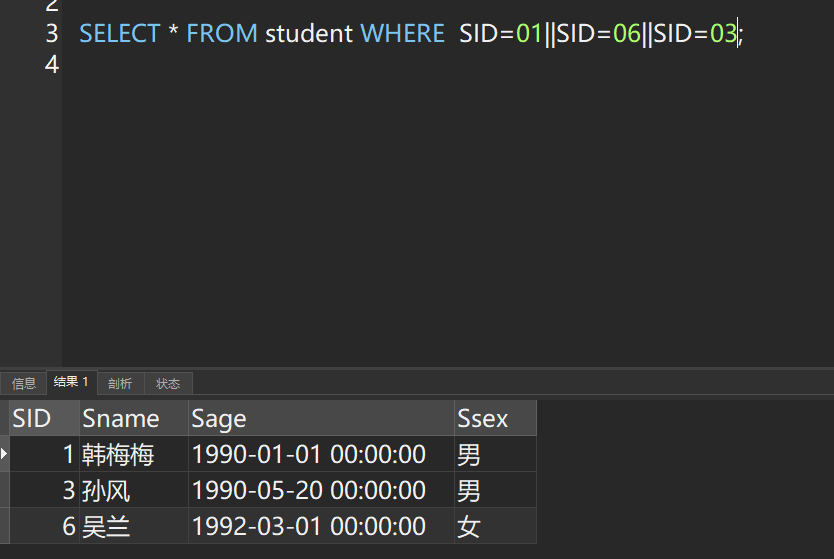 2
3 SELECT * FROM student WHERE  SID=01||SID=06||SID=03;
4
信息 结果 1 剖析 状态
SID Sname Sage Ssex
1 韩梅梅 1990-01-01 00:00:00 男
3 孙风 1990-05-20 00:00:00 男
6 吴兰 1992-03-01 00:00:00 女